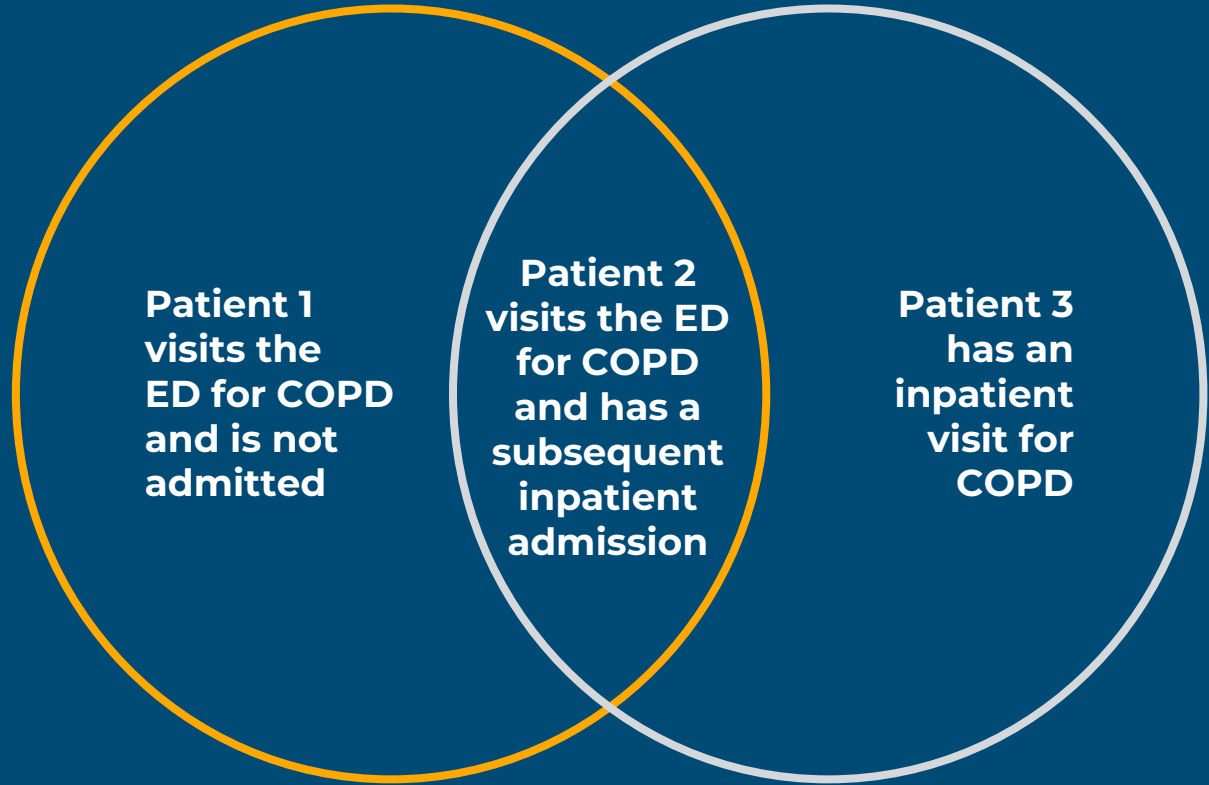 Patient 1
visits the
ED for COPD
and is not
admitted
Patient 2
visits the ED
for COPD
and has a
subsequent
inpatient
admission
Patient 3
has an
inpatient
visit for
COPD